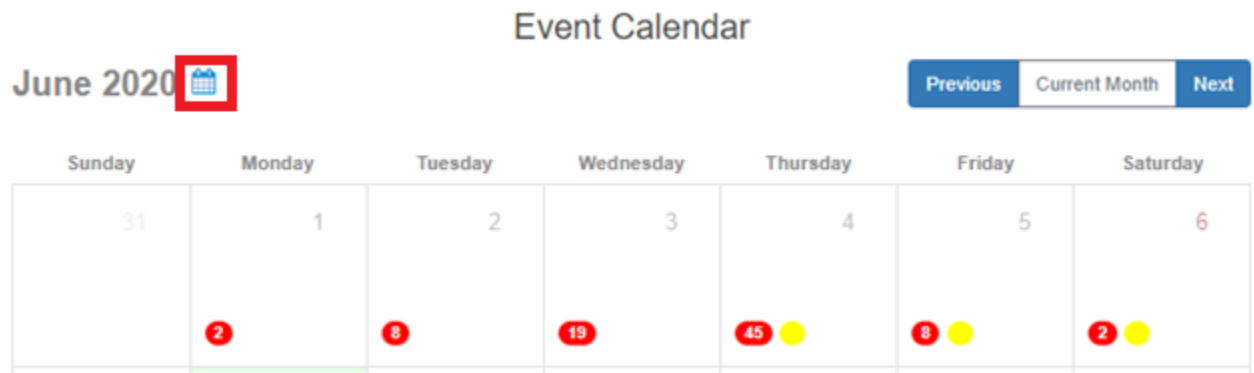 Event Calendar
June 2020
Previous Current Month Next
Sunday Monday Tuesday Wednesday Thursday Friday Saturday
31 1 2 3 4 5 6
2 8 19 45 8 2